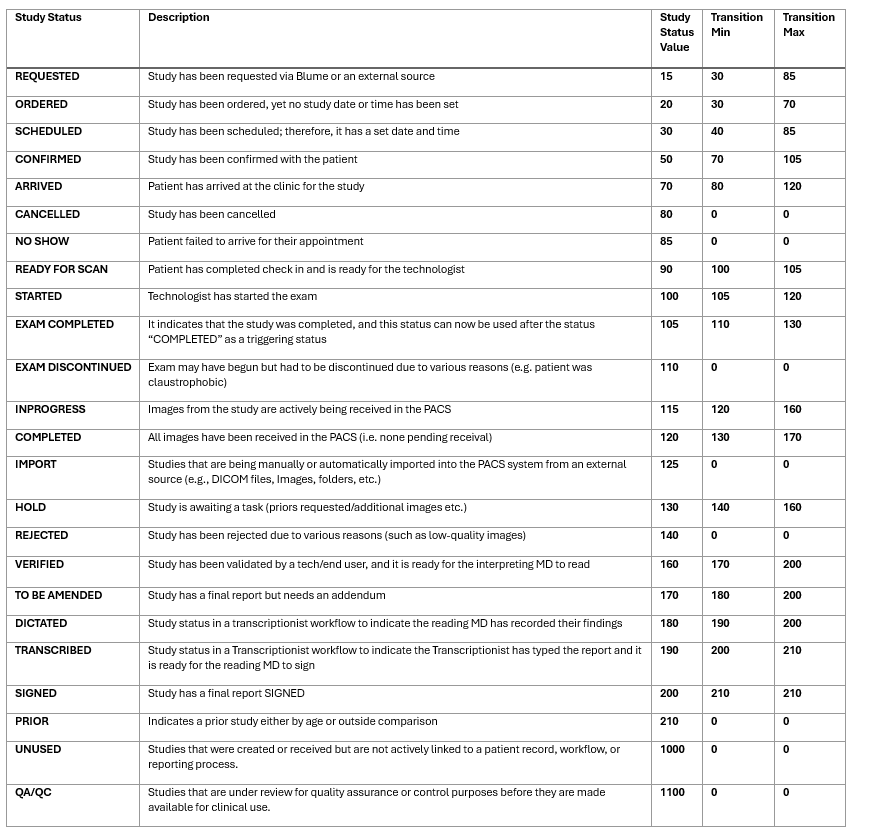 Study Status Description Study Status Value Transition Min Transition Max
REQUESTED Study has been requested via Blume or an external source 15 30 85
ORDERED Study has been ordered, yet no study date or time has been set 20 30 70
SCHEDULED Study has been scheduled; therefore, it has a set date and time 30 40 85
CONFIRMED Study has been confirmed with the patient 50 70 105
ARRIVED Patient has arrived at the clinic for the study 70 80 120
CANCELLED Study has been cancelled 80 0 0
NO SHOW Patient failed to arrive for their appointment 85 0 0
READY FOR SCAN Patient has completed check in and is ready for the technologist 90 100 105
STARTED Technologist has started the exam 100 105 120
EXAM COMPLETED It indicates that the study was completed, and this status can now be used after the status 105 110 130
“COMPLETED” as a triggering status
EXAM DISCONTINUED Exam may have begun but had to be discontinued due to various reasons (e.g. patient was 110 0 0
claustrophobic)
INPROGRESS Images from the study are actively being received in the PACS 115 120 160
COMPLETED All images have been received in the PACS (i.e. none pending receival) 120 130 170
IMPORT Studies that are being manually or automatically imported into the PACS system from an external 125 0 0
source (e.g., DICOM files, Images, folders, etc.)
HOLD Study is awaiting a task (priors requested/additional images etc.) 130 140 160
REJECTED Study has been rejected due to various reasons (such as low-quality images) 140 0 0
VERIFIED Study has been validated by a tech/end user, and it is ready for the interpreting MD to read 160 170 200
TO BE AMENDED Study has a final report but needs an addendum 170 180 200
DICTATED Study status in a transcriptionist workflow to indicate the reading MD has recorded their findings 180 190 200
TRANSCRIBED Study status in a Transcriptionist workflow to indicate the Transcriptionist has typed the report and it 190 200 210
is ready for the reading MD to sign
SIGNED Study has a final report SIGNED 200 210 210
PRIOR Indicates a prior study either by age or outside comparison 210 0 0
UNUSED Studies that were created or received but are not actively linked to a patient record, workflow, or 1000 0 0
reporting process.
QA/QC Studies that are under review for quality assurance or control purposes before they are made 1100 0 0
available for clinical use.